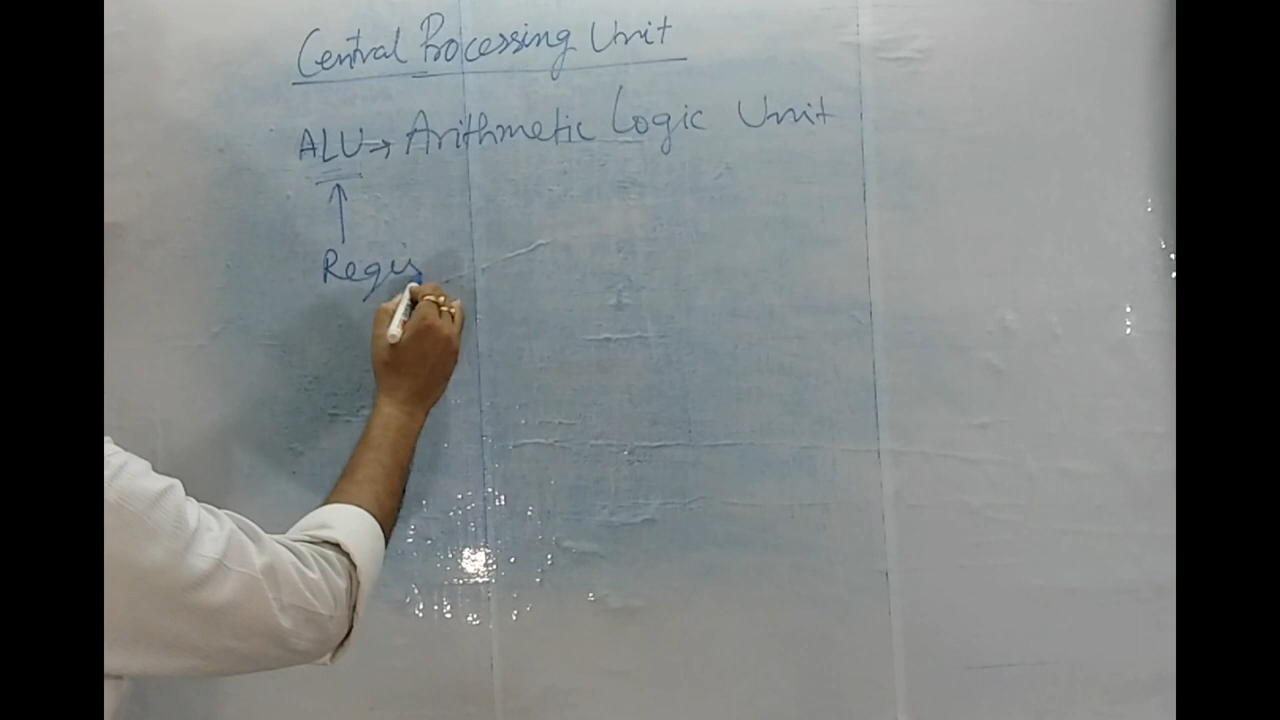 Central Processing Unit
ALU → Arithmetic Logic Unit
Regis